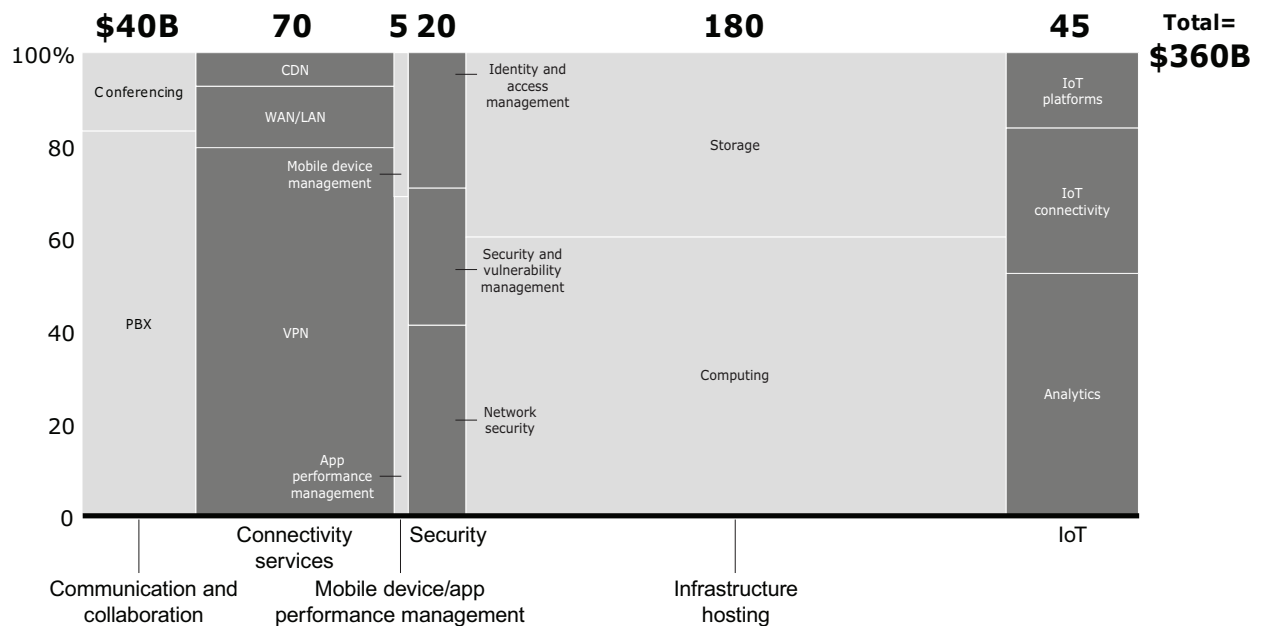 $40B 70 5 20 180 45 Total=
$360B
100%
80
60
40
20
0
Conferencing
PBX
CDN
WAN/LAN
VPN
Mobile device
management
App
performance
management
Identity and
access
management
Security and
vulnerability
management
Network
security
Storage
Computing
IoT
platforms
IoT
connectivity
Analytics
Communication and
collaboration
Connectivity
services
Mobile device/app
performance management
Security
Infrastructure
hosting
IoT